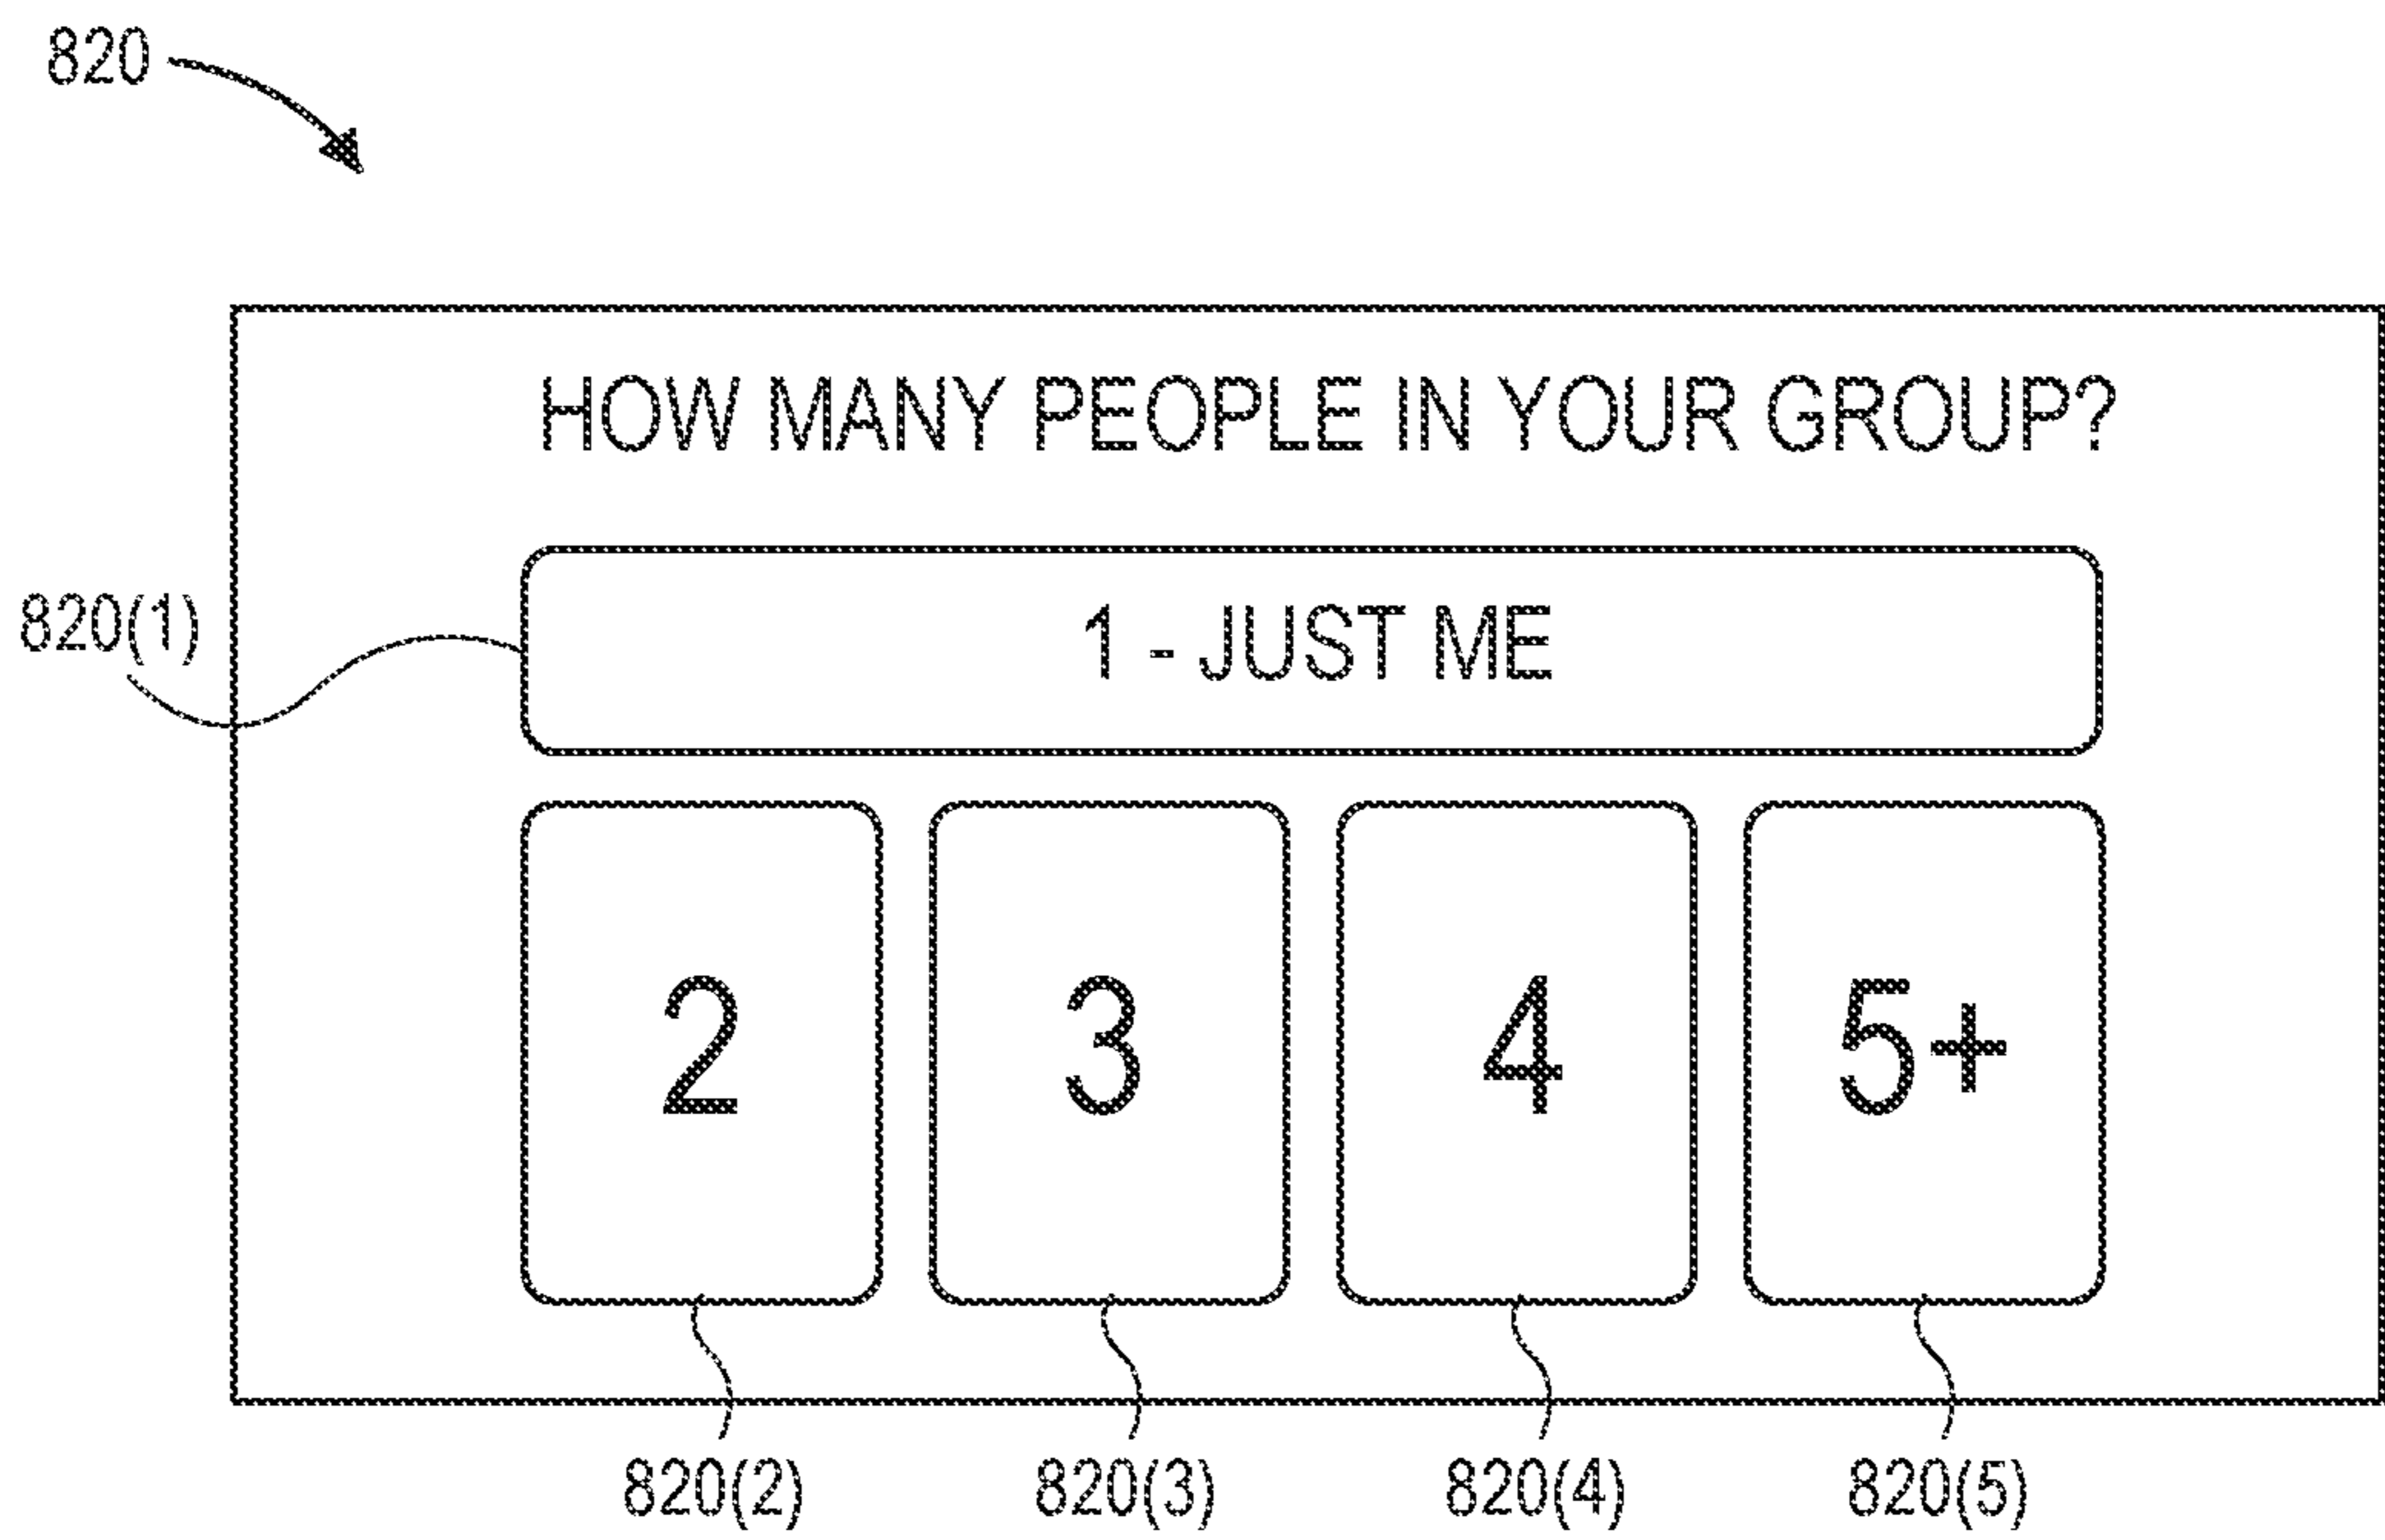 820
HOW MANY PEOPLE IN YOUR GROUP?
820(1)
1 - JUST ME
2 3 4 5+
820(2) 820(3) 820(4) 820(5)